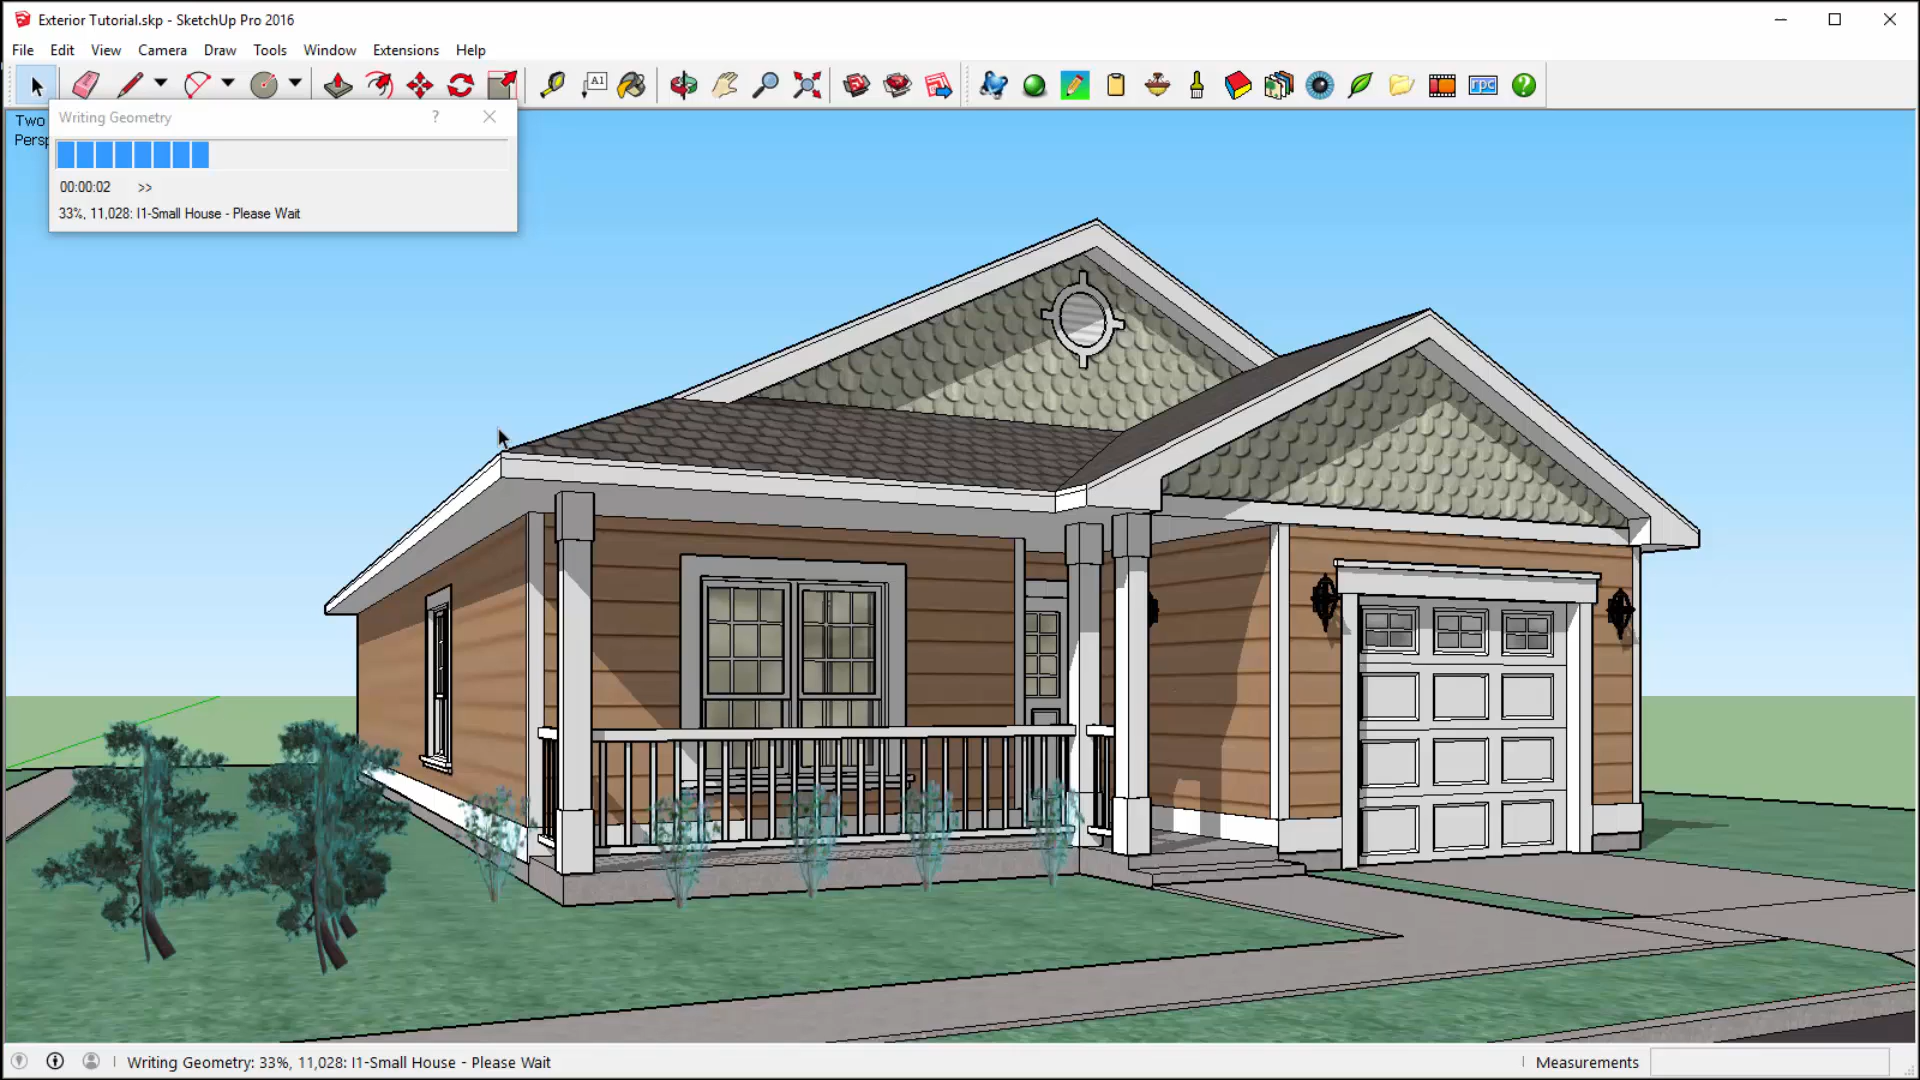 Exterior Tutorial.skp - SketchUp Pro 2016
File Edit View Camera Draw Tools Window Extensions Help
A1
rpc
?
Two
Persp
Writing Geometry ?
00:00:02 >>
33%, 11,028: I1-Small House - Please Wait
Writing Geometry: 33%, 11,028: I1-Small House - Please Wait
Measurements